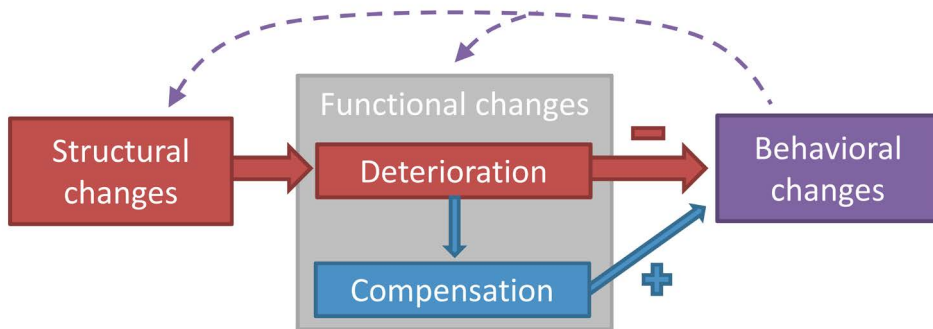 Functional changes
Structural
changes
Deterioration
Behavioral
changes
Compensation